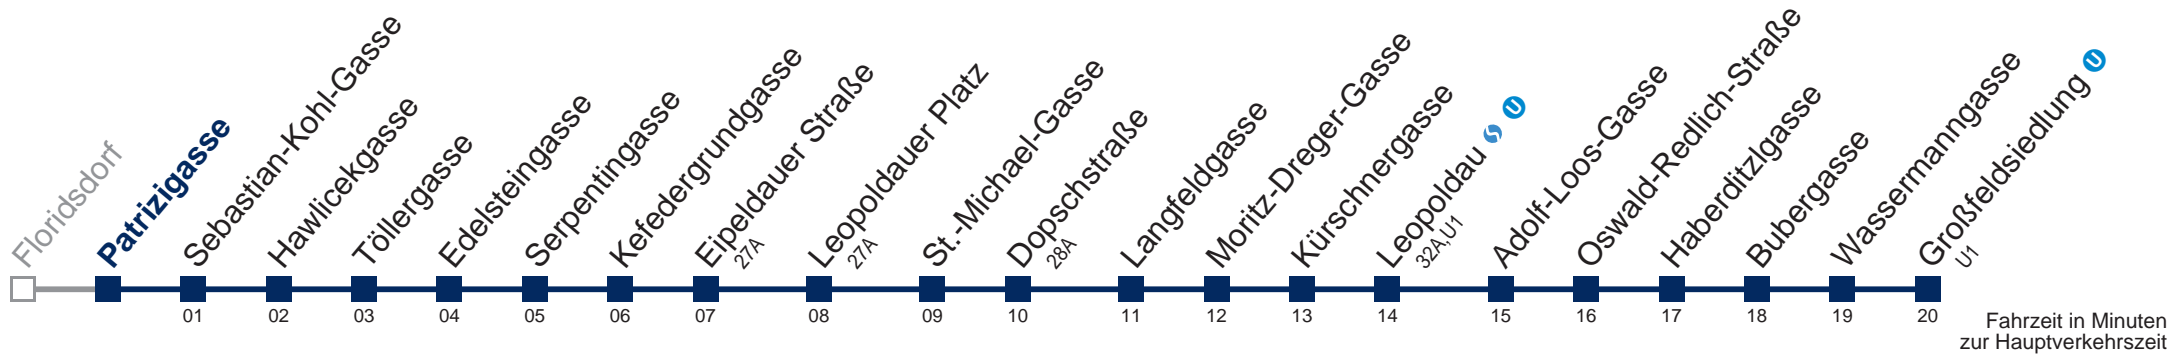 Floridsdorf
Patrizigasse
Sebastian-Kohl-Gasse
Hawlicekgasse
Töllergasse
Edelsteingasse
Serpentingasse
Kefedergrundgasse
Eipeldauer Straße
27A
Leopoldauer Platz
27A
St.-Michael-Gasse
Dopschstraße
28A
Langfeldgasse
Moritz-Dreger-Gasse
Kürschnergasse
Leopoldau S U
32A,U1
Adolf-Loos-Gasse
Oswald-Redlich-Straße
Haberditzlgasse
Bubergasse
Wassermanngasse
Großfeldsiedlung U
U1
01 02 03 04 05 06 07 08 09 10 11 12 13 14 15 16 17 18 19 20
Fahrzeit in Minuten
zur Hauptverkehrszeit